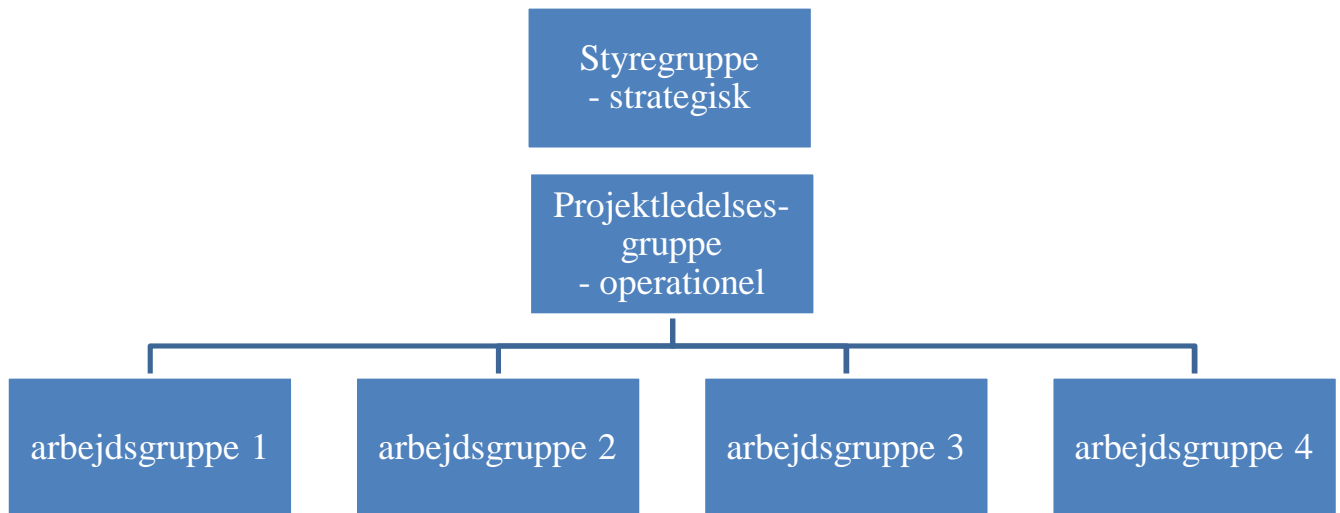 Styregruppe
- strategisk
Projektledelses-
gruppe
- operationel
arbejdsgruppe 1
arbejdsgruppe 2
arbejdsgruppe 3
arbejdsgruppe 4